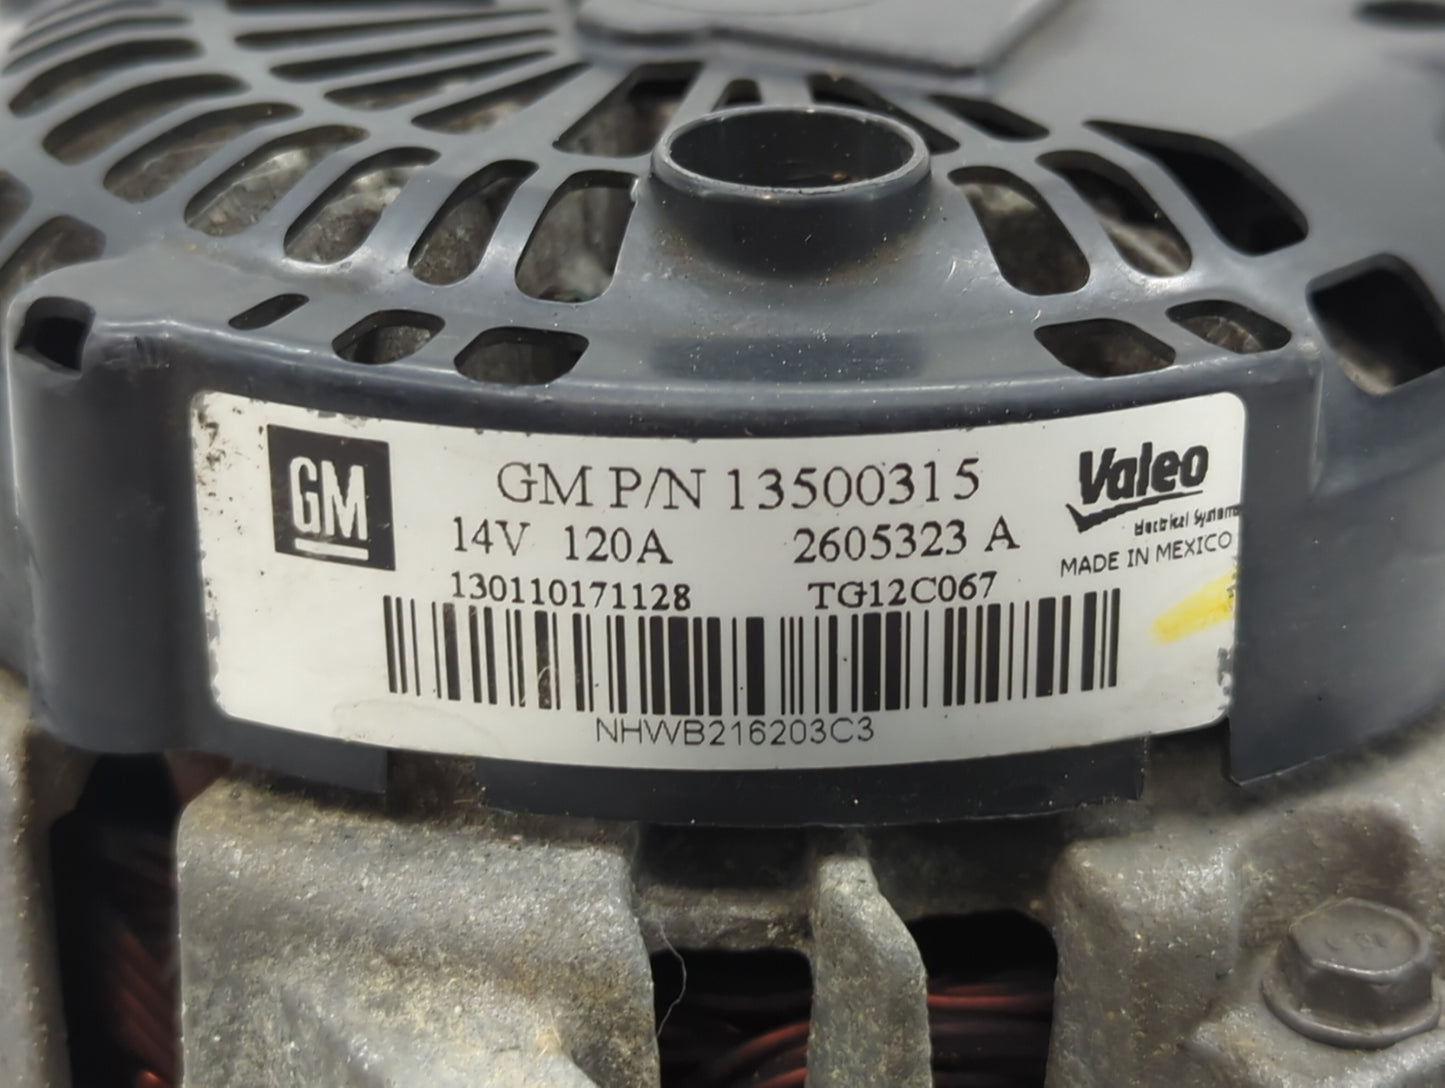 GM
GM P/N 13500315
14V 120A 2605323 A
130110171128 TG12C067
NHWB216203C3
Valeo
Electrical Systems
MADE IN MEXICO